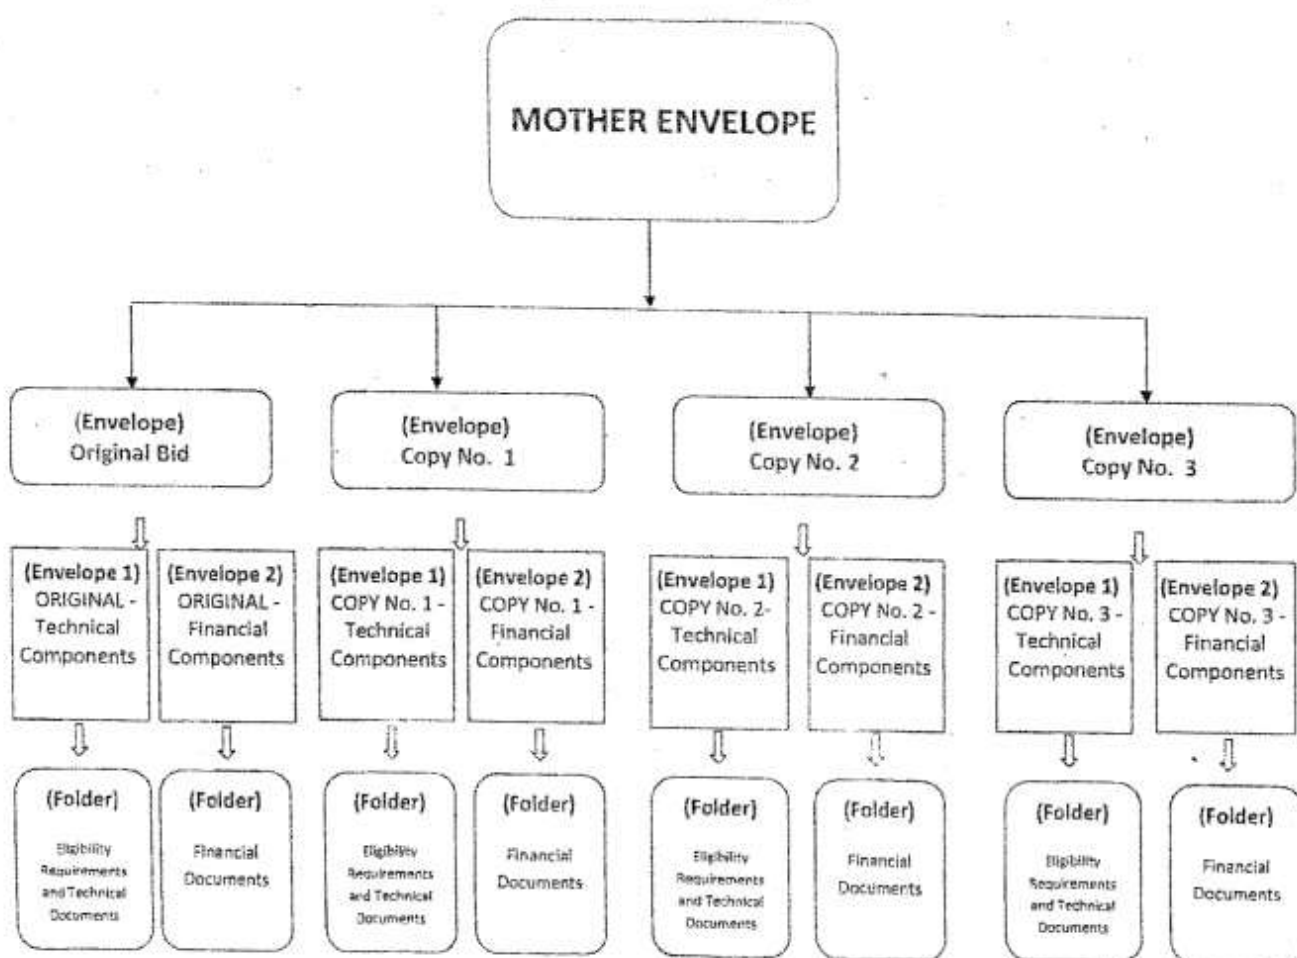 MOTHER ENVELOPE
(Envelope)
Original Bid
(Envelope)
Copy No. 1
(Envelope)
Copy No. 2
(Envelope)
Copy No. 3
(Envelope 1)
ORIGINAL -
Technical
Components
(Envelope 2)
ORIGINAL -
Financial
Components
(Envelope 1)
COPY No. 1 -
Technical
Components
(Envelope 2)
COPY No. 1 -
Financial
Components
(Envelope 1)
COPY No. 2-
Technical
Components
(Envelope 2)
COPY No. 2 -
Financial
Components
(Envelope 1)
COPY No. 3 -
Technical
Components
(Envelope 2)
COPY No. 3 -
Financial
Components
(Folder)
Eligibility
Requirements
and Technical
Documents
(Folder)
Financial
Documents
(Folder)
Eligibility
Requirements
and Technical
Documents
(Folder)
Financial
Documents
(Folder)
Eligibility
Requirements
and Technical
Documents
(Folder)
Financial
Documents
(Folder)
Eligibility
Requirements
and Technical
Documents
(Folder)
Financial
Documents